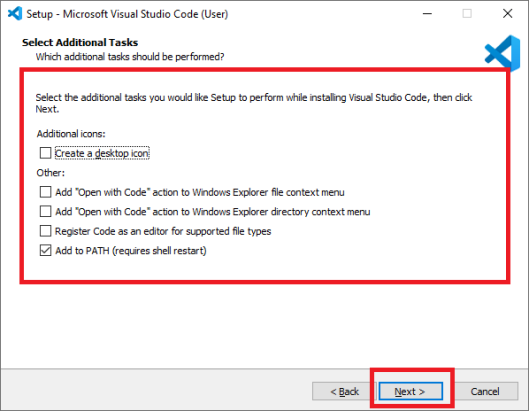 Setup - Microsoft Visual Studio Code (User)
Select Additional Tasks
Which additional tasks should be performed?
Select the additional tasks you would like Setup to perform while installing Visual Studio Code, then click
Next.
Additional icons:
Create a desktop icon
Other:
Add "Open with Code" action to Windows Explorer file context menu
Add "Open with Code" action to Windows Explorer directory context menu
Register Code as an editor for supported file types
Add to PATH (requires shell restart)
< Back Next > Cancel